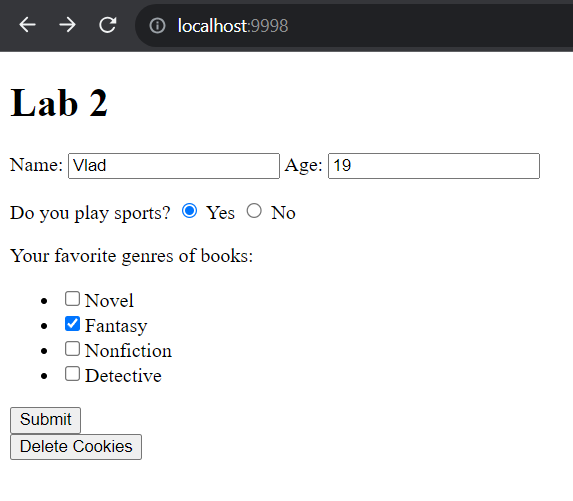 localhost:9998
Lab 2
Name: Vlad Age: 19
Do you play sports? Yes No
Your favorite genres of books:
Novel
Fantasy
Nonfiction
Detective
Submit
Delete Cookies